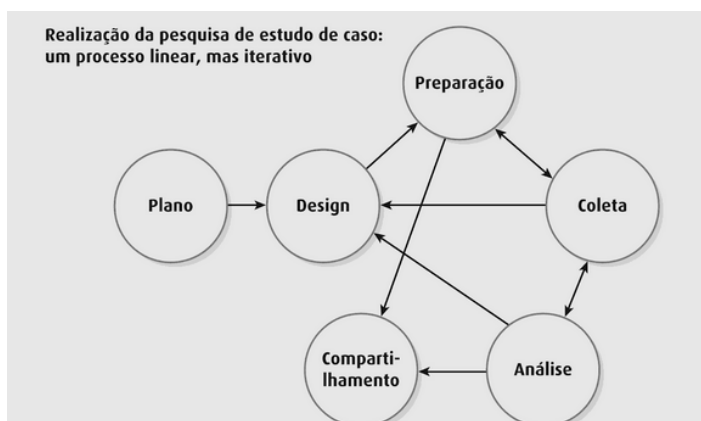 Realização da pesquisa de estudo de caso:
um processo linear, mas iterativo
Preparação
Plano
Design
Coleta
Comparti-
lhamento
Análise